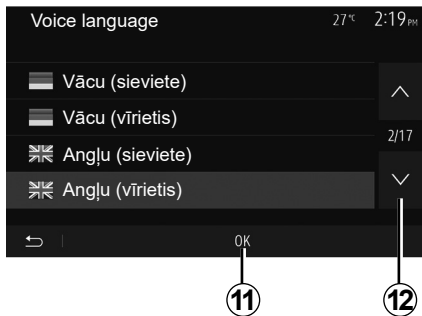 Voice language 27°C 2:19PM
Vācu (sieviete)
Vācu (vīrietis)
2/17
Angļu (sieviete)
Angļu (vīrietis)
OK
11 12